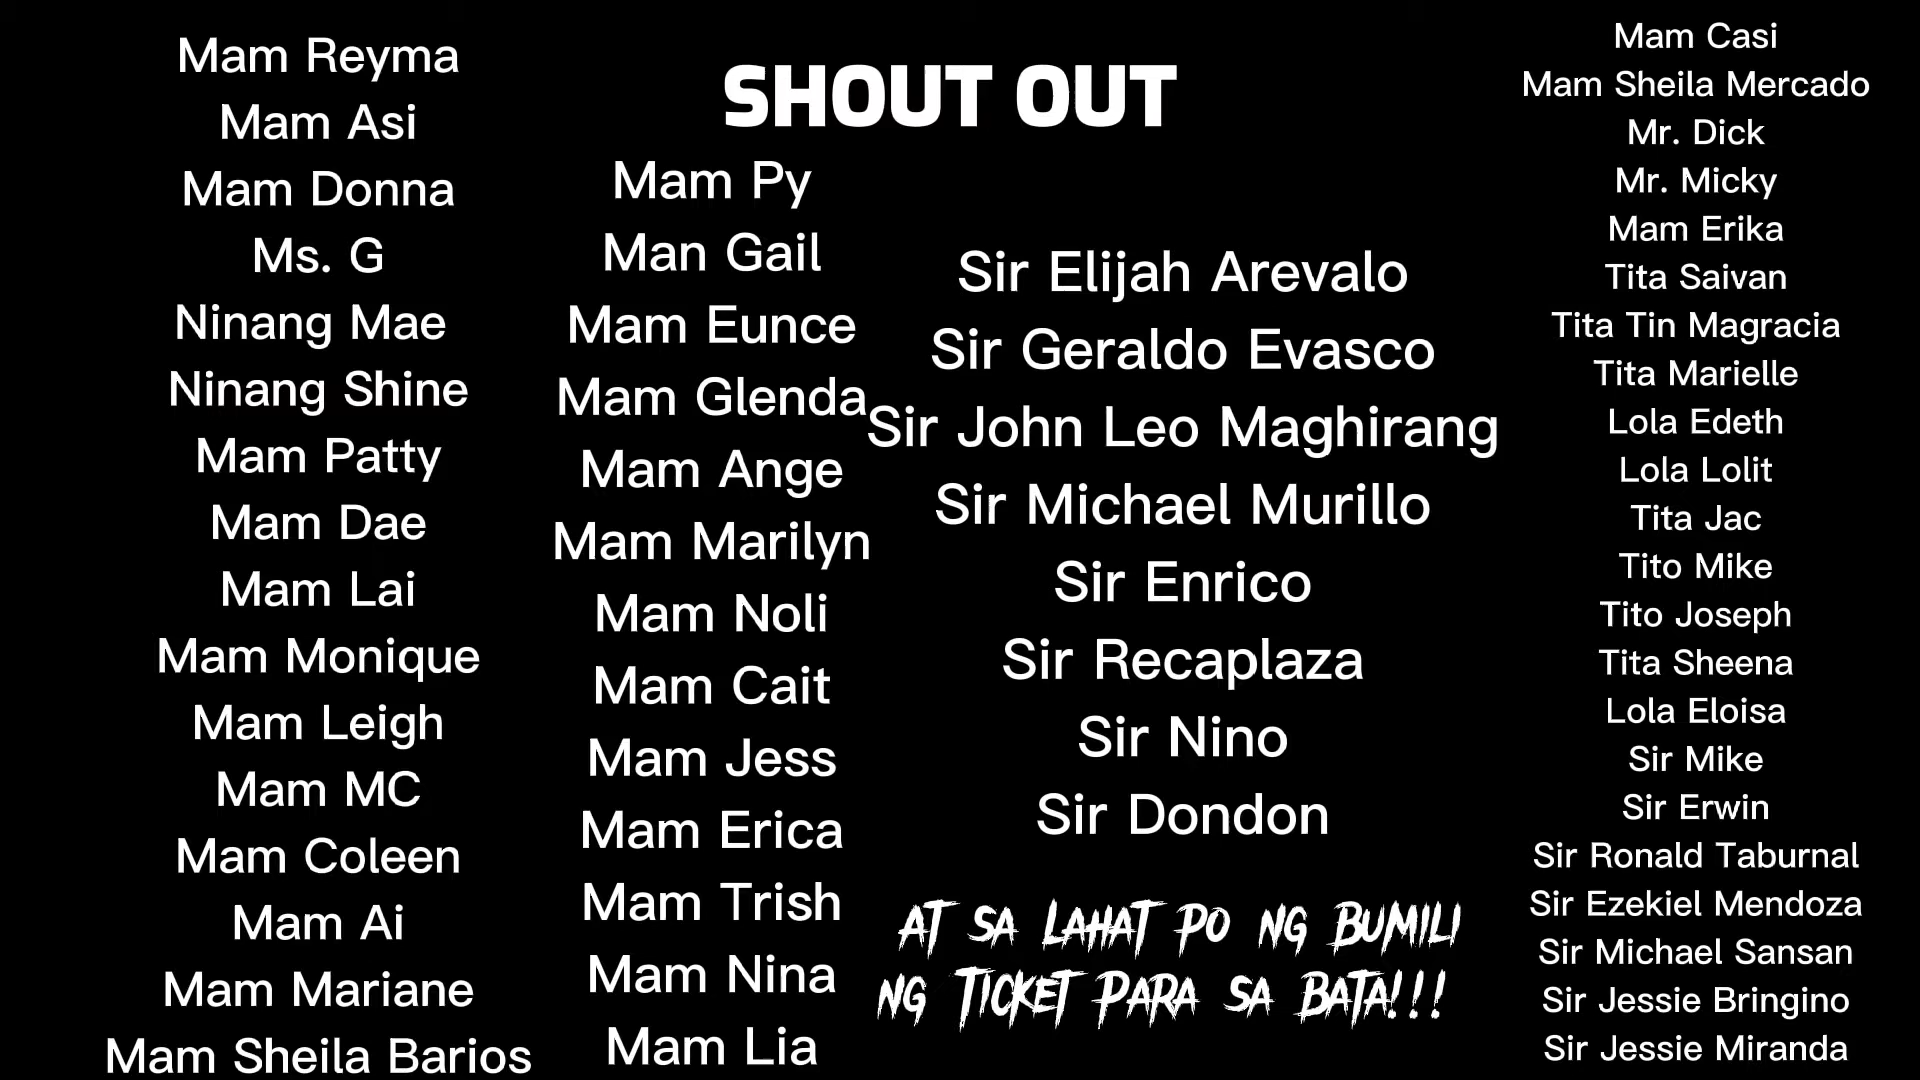 SHOUT OUT
Mam Reyma
Mam Asi
Mam Donna
Ms. G
Ninang Mae
Ninang Shine
Mam Patty
Mam Dae
Mam Lai
Mam Monique
Mam Leigh
Mam MC
Mam Coleen
Mam Ai
Mam Mariane
Mam Sheila Barios
Mam Py
Man Gail
Mam Eunce
Mam Glenda
Mam Ange
Mam Marilyn
Mam Noli
Mam Cait
Mam Jess
Mam Erica
Mam Trish
Mam Nina
Mam Lia
Sir Elijah Arevalo
Sir Geraldo Evasco
Sir John Leo Maghirang
Sir Michael Murillo
Sir Enrico
Sir Recaplaza
Sir Nino
Sir Dondon
AT SA LAHAT PO NG BUMILI
NG TICKET PARA SA BATA!!!
Mam Casi
Mam Sheila Mercado
Mr. Dick
Mr. Micky
Mam Erika
Tita Saivan
Tita Tin Magracia
Tita Marielle
Lola Edeth
Lola Lolit
Tita Jac
Tito Mike
Tito Joseph
Tita Sheena
Lola Eloisa
Sir Mike
Sir Erwin
Sir Ronald Taburnal
Sir Ezekiel Mendoza
Sir Michael Sansan
Sir Jessie Bringino
Sir Jessie Miranda